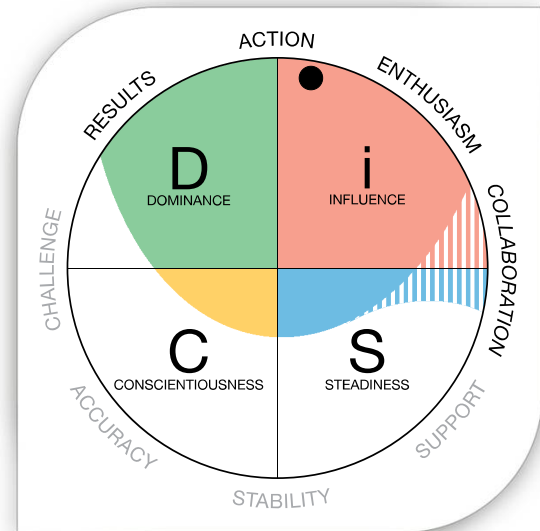 ACTION
RESULTS
ENTHUSIASM
D
DOMINANCE
i
INFLUENCE
CHALLENGE
COLLABORATION
C
CONSCIENTIOUSNESS
S
STEADINESS
ACCURACY
SUPPORT
STABILITY